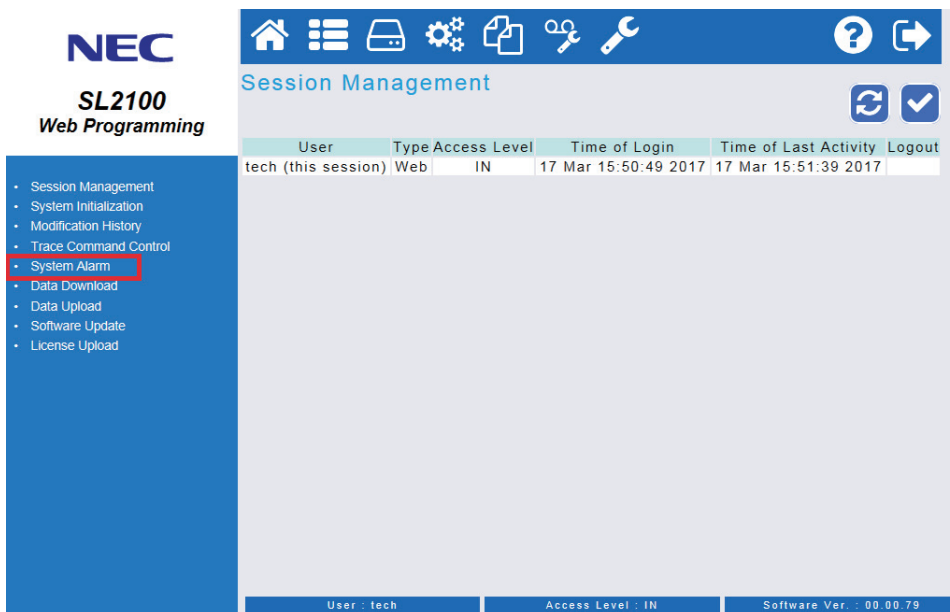 NEC
SL2100
Web Programming
Session Management
System Initialization
Modification History
Trace Command Control
System Alarm
Data Download
Data Upload
Software Update
License Upload
Session Management
User Type Access Level Time of Login Time of Last Activity Logout
tech (this session) Web IN 17 Mar 15:50:49 2017 17 Mar 15:51:39 2017
User : tech Access Level : IN Software Ver. : 00.00.79